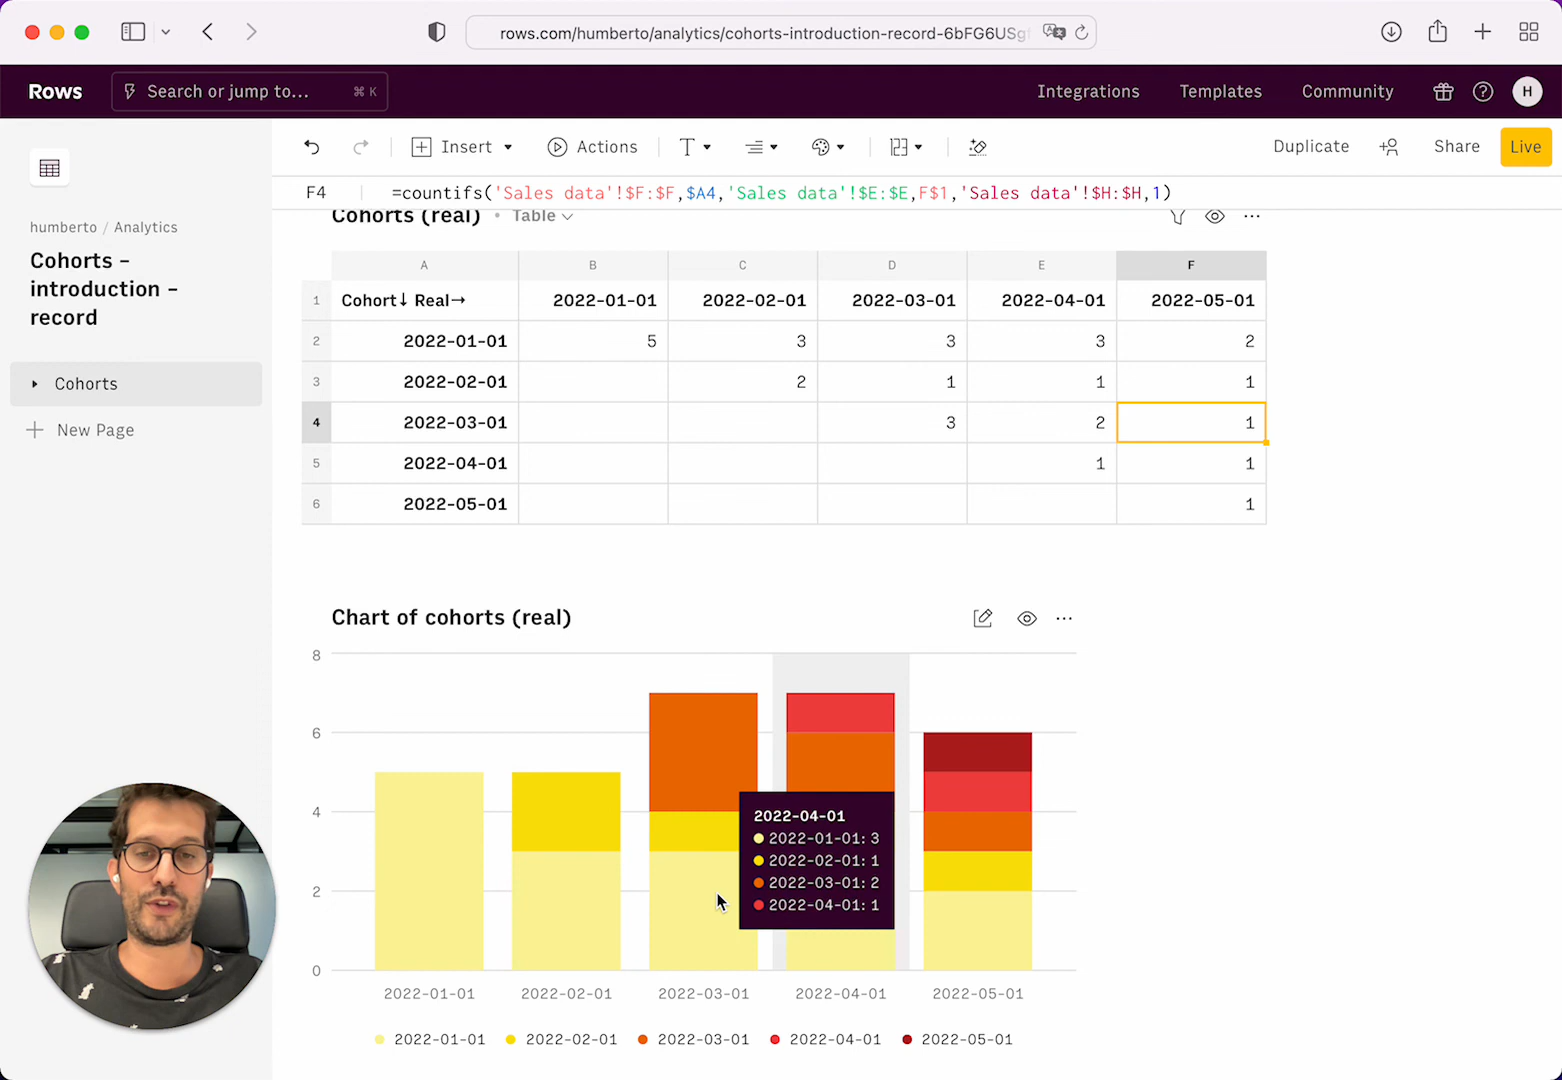 rows.com/humberto/analytics/cohorts-introduction-record-6bFG6USgf
Rows
Search or jump to...
⌘ K
Integrations
Templates
Community
H
Insert
Actions
Duplicate
Share
Live
F4
=countifs('Sales data'!$F:$F,$A4,'Sales data'!$E:$E,F$1,'Sales data'!$H:$H,1)
humberto / Analytics
Cohorts –
introduction –
record
Cohorts
New Page
Cohorts (real) • Table
A B C D E F
1 Cohort↓ Real→ 2022-01-01 2022-02-01 2022-03-01 2022-04-01 2022-05-01
2 2022-01-01 5 3 3 3 2
3 2022-02-01 2 1 1 1
4 2022-03-01 3 2 1
5 2022-04-01 1 1
6 2022-05-01 1
Chart of cohorts (real)
8
6
4
2
0
2022-04-01
2022-01-01: 3
2022-02-01: 1
2022-03-01: 2
2022-04-01: 1
2022-01-01 2022-02-01 2022-03-01 2022-04-01 2022-05-01
2022-01-01 2022-02-01 2022-03-01 2022-04-01 2022-05-01